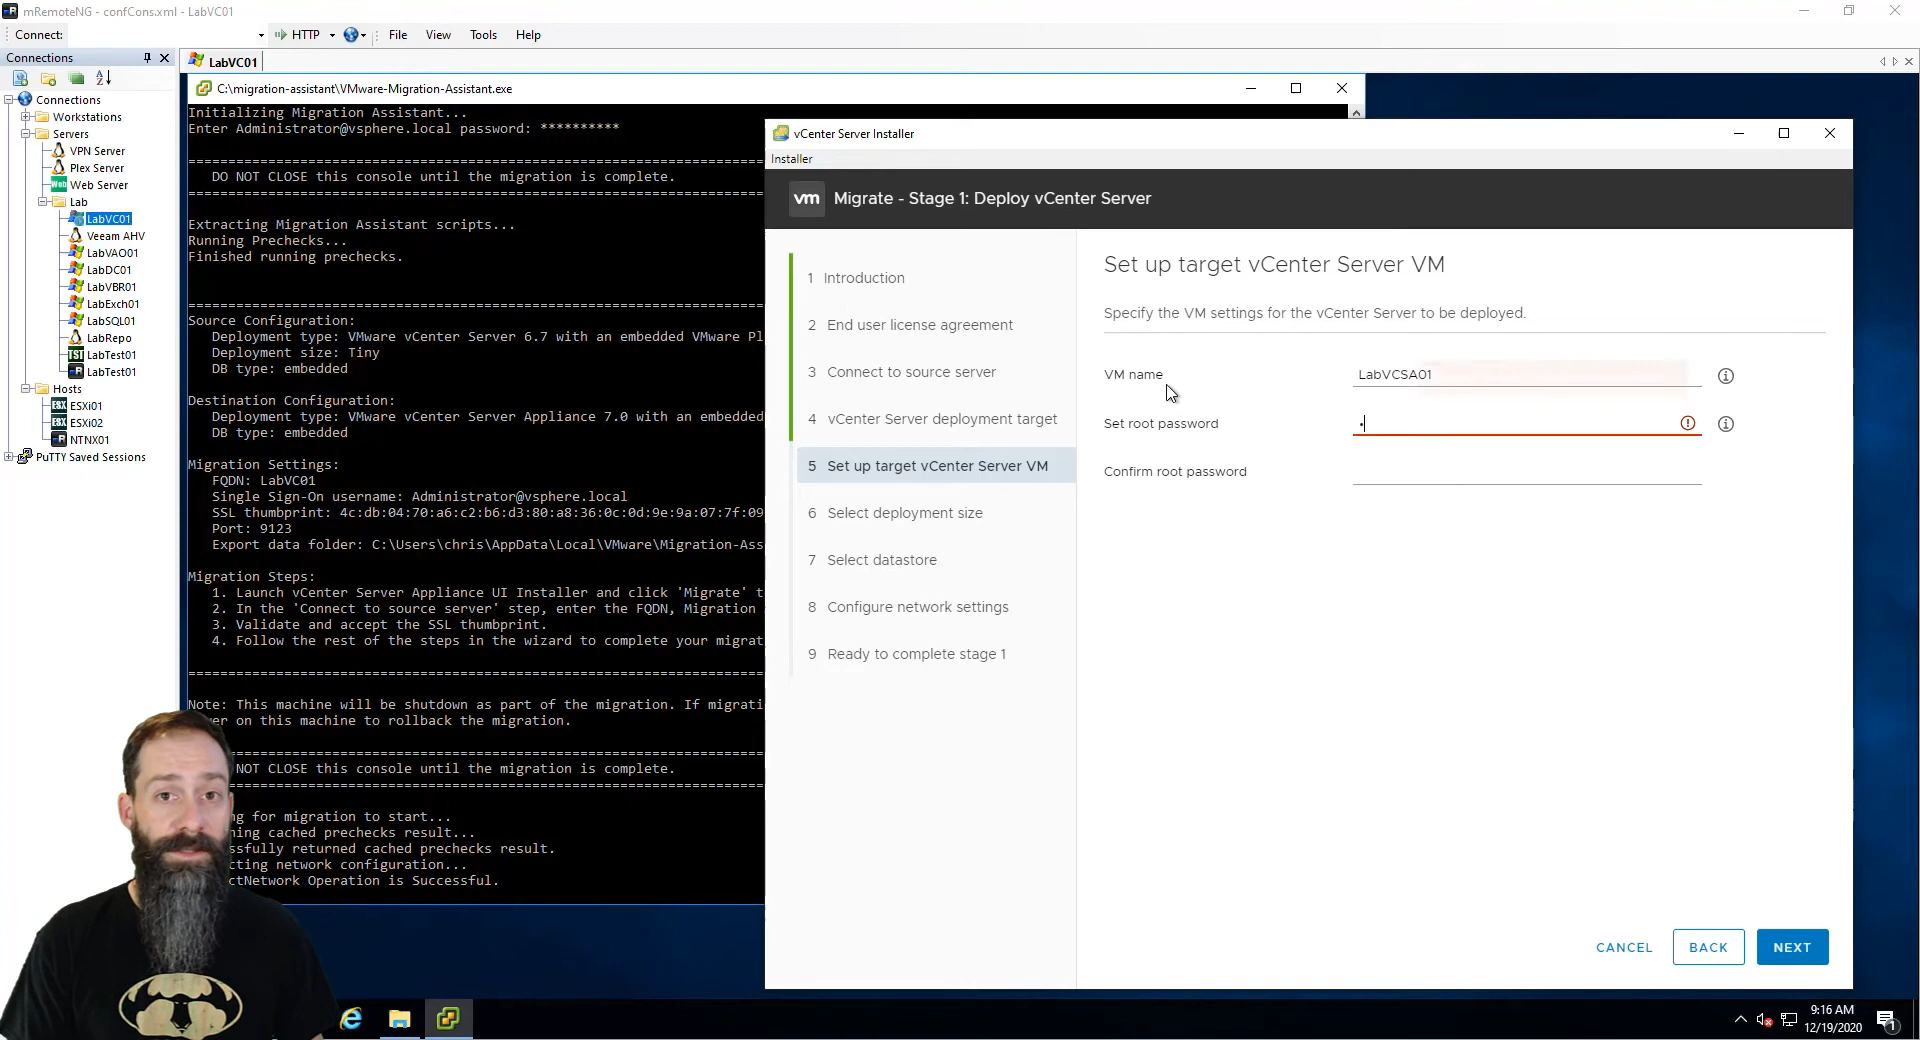 mRemoteNG - confCons.xml - LabVC01
Connect:
HTTP
File
View
Tools
Help
Connections
LabVC01
Connections
Workstations
Servers
VPN Server
Plex Server
Web Server
Lab
LabVC01
Veeam AHV
LabVAO01
LabDC01
LabVBR01
LabExch01
LabSQL01
LabRepo
LabTest01
LabTest01
Hosts
ESXi01
ESXi02
NTNX01
PuTTY Saved Sessions
C:\migration-assistant\VMware-Migration-Assistant.exe
Initializing Migration Assistant...
Enter Administrator@vsphere.local password: **********
DO NOT CLOSE this console until the migration is complete.
Extracting Migration Assistant scripts...
Running Prechecks...
Finished running prechecks.
Source Configuration:
Deployment type: VMware vCenter Server 6.7 with an embedded VMware Pl
Deployment size: Tiny
DB type: embedded
Destination Configuration:
Deployment type: VMware vCenter Server Appliance 7.0 with an embedded
DB type: embedded
Migration Settings:
FQDN: LabVC01
Single Sign-On username: Administrator@vsphere.local
SSL thumbprint: 4c:db:04:70:a6:c2:b6:d3:80:a8:36:0c:0d:9e:9a:07:7f:09
Port: 9123
Export data folder: C:\Users\chris\AppData\Local\VMware\Migration-Ass
Migration Steps:
1. Launch vCenter Server Appliance UI Installer and click 'Migrate' t
2. In the 'Connect to source server' step, enter the FQDN, Migration
3. Validate and accept the SSL thumbprint.
4. Follow the rest of the steps in the wizard to complete your migrat
Note: This machine will be shutdown as part of the migration. If migrati
er on this machine to rollback the migration.
NOT CLOSE this console until the migration is complete.
g for migration to start...
ning cached prechecks result...
ssfully returned cached prechecks result.
cting network configuration...
ctNetwork Operation is Successful.
vCenter Server Installer
Installer
vm Migrate - Stage 1: Deploy vCenter Server
1 Introduction
2 End user license agreement
3 Connect to source server
4 vCenter Server deployment target
5 Set up target vCenter Server VM
6 Select deployment size
7 Select datastore
8 Configure network settings
9 Ready to complete stage 1
Set up target vCenter Server VM
Specify the VM settings for the vCenter Server to be deployed.
VM name
LabVCSA01
Set root password
Confirm root password
CANCEL
BACK
NEXT
9:16 AM
12/19/2020
1